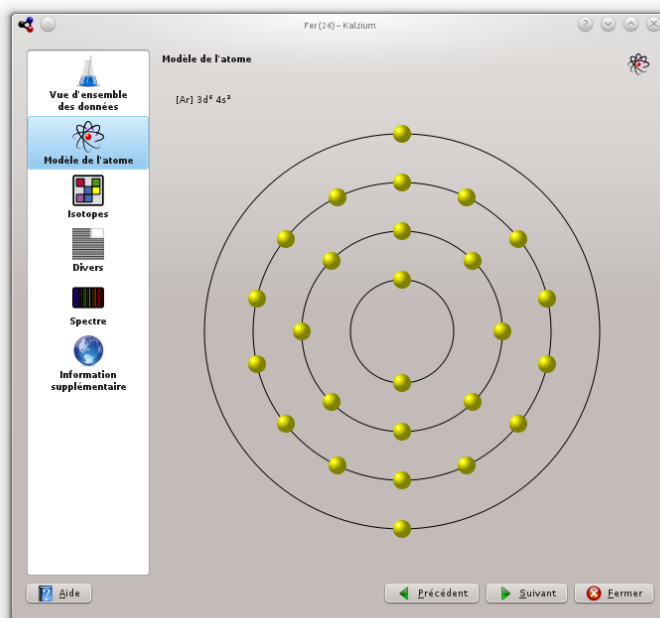 Fer (26) – Kalzium
Vue d'ensemble
des données
Modèle de l'atome
Isotopes
Divers
Spectre
Information
supplémentaire
Modèle de l'atome
[Ar] 3d⁶ 4s²
Aide
Précédent
Suivant
Fermer